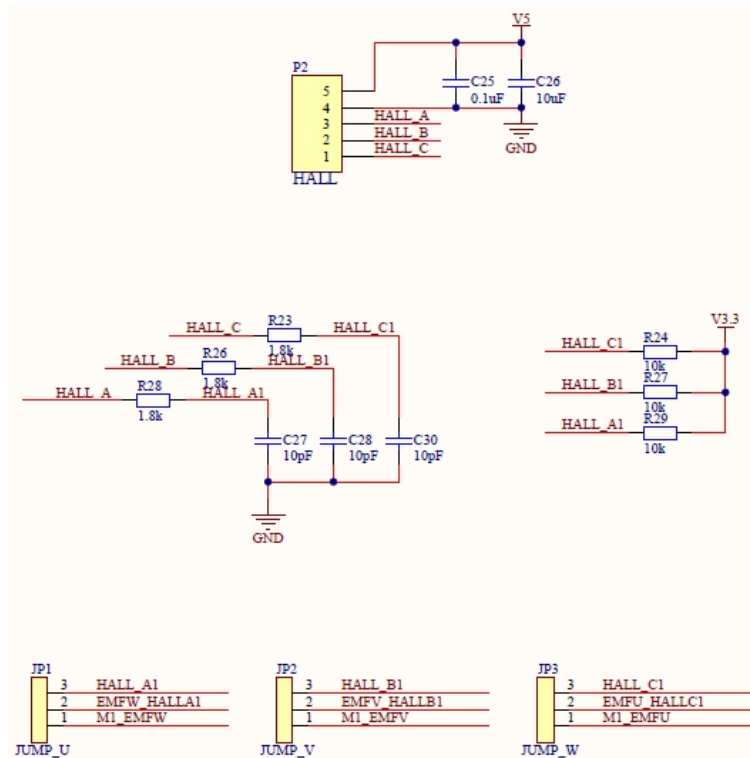 V5
P2
5
4
3
2
1
HALL_A
HALL_B
HALL_C
HALL
C25
0.1uF
C26
10uF
GND
HALL_C
R23
1.8k
HALL_C1
HALL_B
R26
1.8k
HALL_B1
HALL_A
R28
1.8k
HALL_A1
C27
10pF
C28
10pF
C30
10pF
GND
V3.3
HALL_C1
R24
10k
HALL_B1
R27
10k
HALL_A1
R29
10k
JP1
3 HALL_A1
2 EMFW_HALLA1
1 M1_EMFW
JUMP_U
JP2
3 HALL_B1
2 EMFV_HALLB1
1 M1_EMFV
JUMP_V
JP3
3 HALL_C1
2 EMFU_HALLC1
1 M1_EMFU
JUMP_W